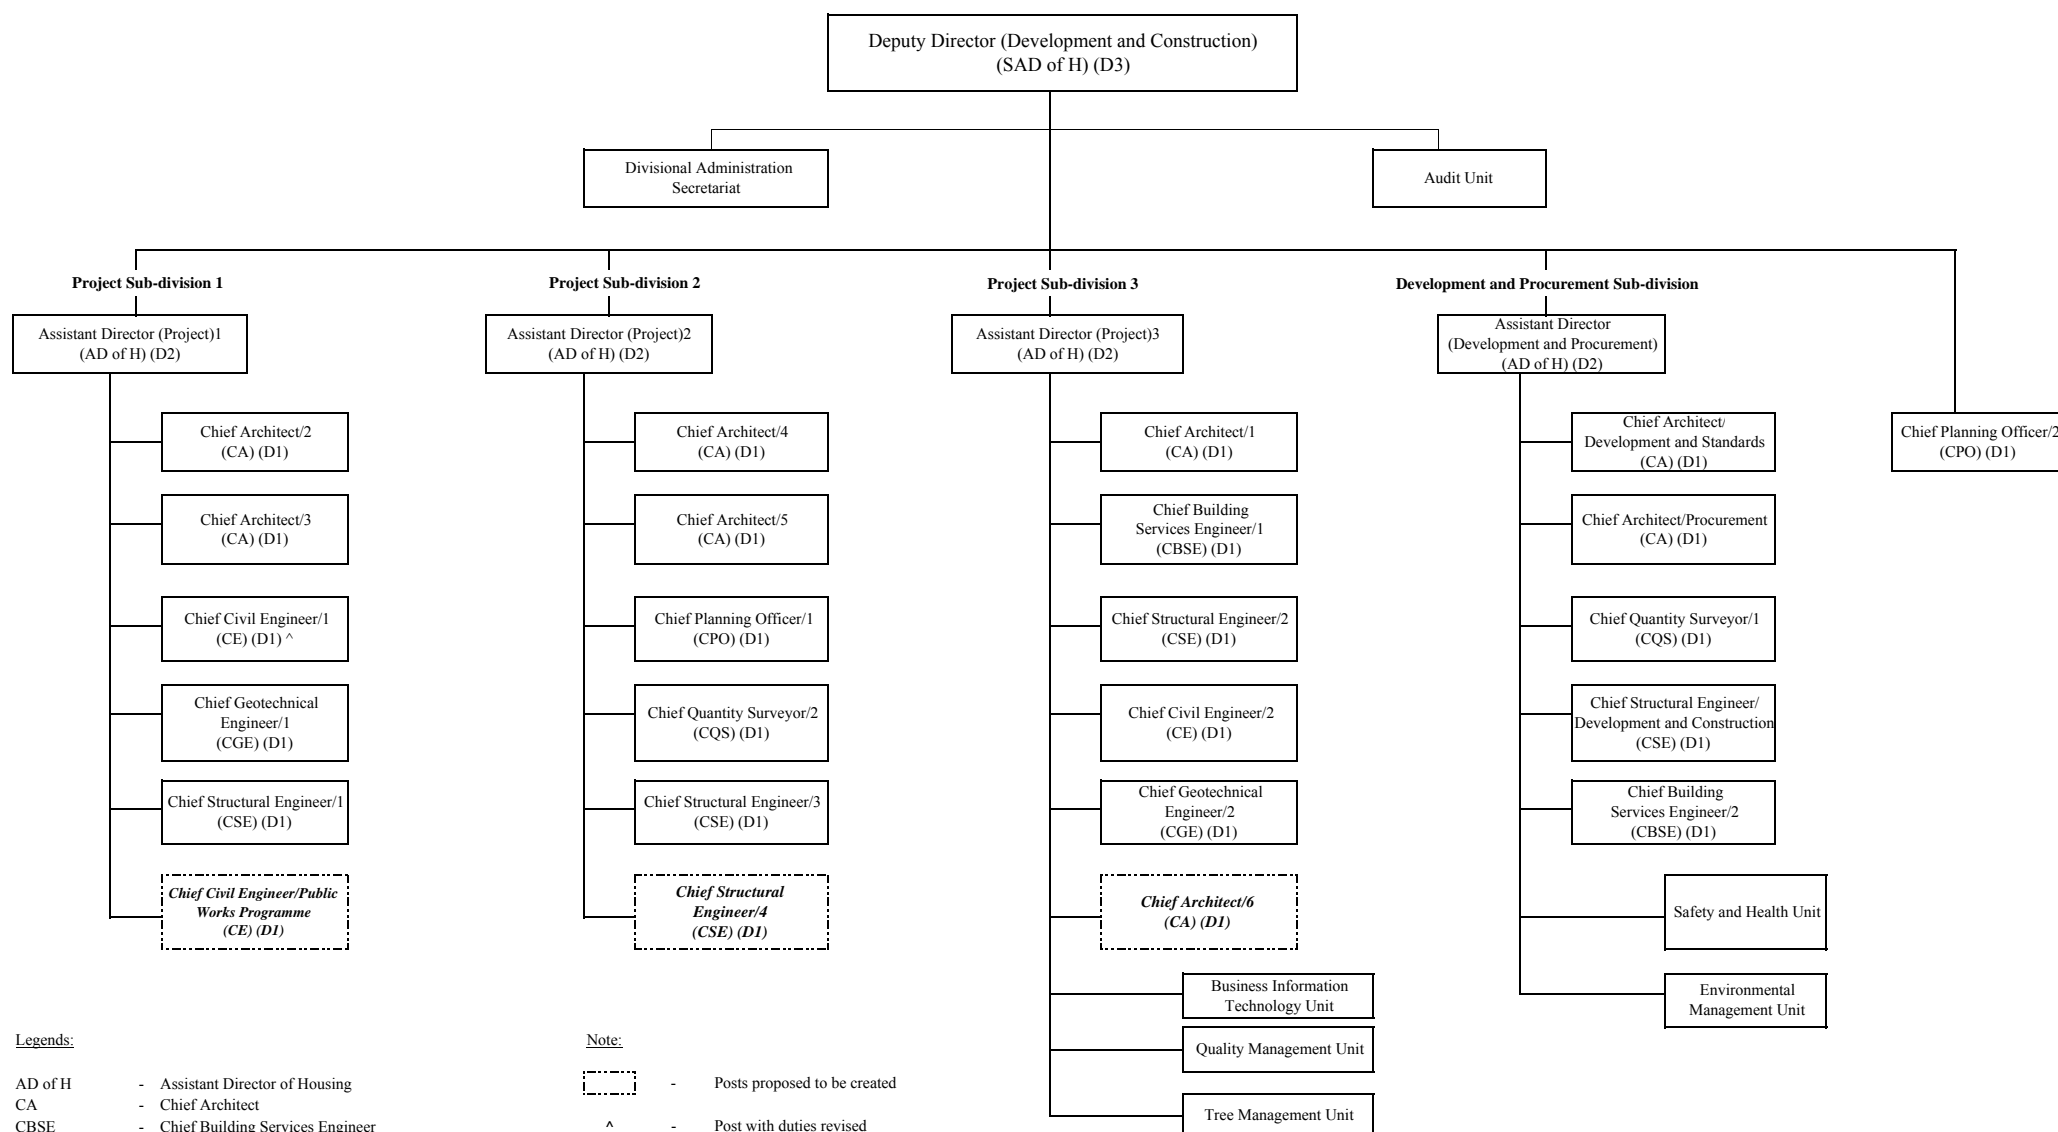 Deputy Director (Development and Construction)
(SAD of H) (D3)
Divisional Administration
Secretariat
Audit Unit
Project Sub-division 1
Project Sub-division 2
Project Sub-division 3
Development and Procurement Sub-division
Assistant Director (Project)1
(AD of H) (D2)
Assistant Director (Project)2
(AD of H) (D2)
Assistant Director (Project)3
(AD of H) (D2)
Assistant Director
(Development and Procurement)
(AD of H) (D2)
Chief Architect/2
(CA) (D1)
Chief Architect/4
(CA) (D1)
Chief Architect/1
(CA) (D1)
Chief Architect/
Development and Standards
(CA) (D1)
Chief Planning Officer/2
(CPO) (D1)
Chief Architect/3
(CA) (D1)
Chief Architect/5
(CA) (D1)
Chief Building
Services Engineer/1
(CBSE) (D1)
Chief Architect/Procurement
(CA) (D1)
Chief Civil Engineer/1
(CE) (D1) ^
Chief Planning Officer/1
(CPO) (D1)
Chief Structural Engineer/2
(CSE) (D1)
Chief Quantity Surveyor/1
(CQS) (D1)
Chief Geotechnical
Engineer/1
(CGE) (D1)
Chief Quantity Surveyor/2
(CQS) (D1)
Chief Civil Engineer/2
(CE) (D1)
Chief Structural Engineer/
Development and Construction
(CSE) (D1)
Chief Structural Engineer/1
(CSE) (D1)
Chief Structural Engineer/3
(CSE) (D1)
Chief Geotechnical
Engineer/2
(CGE) (D1)
Chief Building
Services Engineer/2
(CBSE) (D1)
Chief Civil Engineer/Public
Works Programme
(CE) (D1)
Chief Structural
Engineer/4
(CSE) (D1)
Chief Architect/6
(CA) (D1)
Safety and Health Unit
Business Information
Technology Unit
Environmental
Management Unit
Quality Management Unit
Tree Management Unit
Legends:
AD of H - Assistant Director of Housing
CA - Chief Architect
CBSE - Chief Building Services Engineer
Note:
- Posts proposed to be created
^ - Post with duties revised